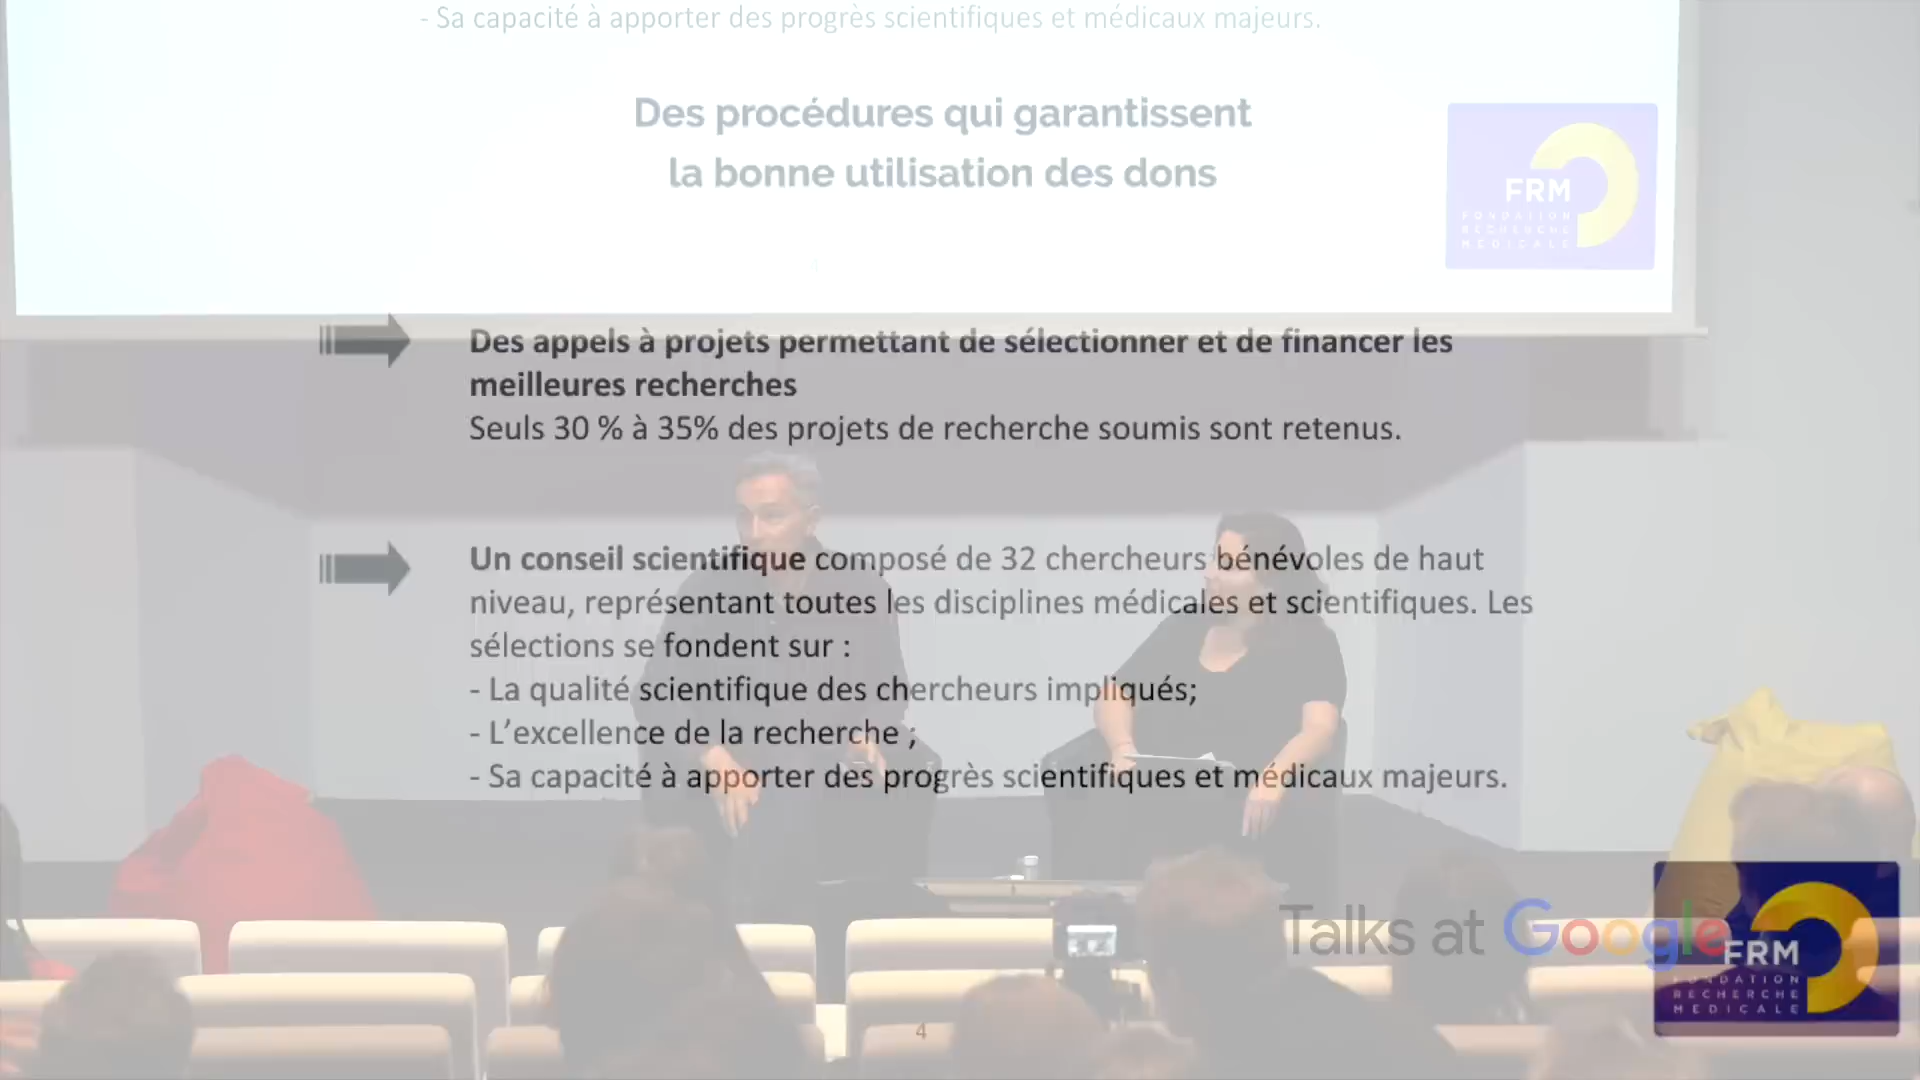 - Sa capacité à apporter des progrès scientifiques et médicaux majeurs.
Des procédures qui garantissent
la bonne utilisation des dons
FRM
FONDATION
RECHERCHE
MEDICALE
Des appels à projets permettant de sélectionner et de financer les
meilleures recherches
Seuls 30 % à 35% des projets de recherche soumis sont retenus.
Un conseil scientifique composé de 32 chercheurs bénévoles de haut
niveau, représentant toutes les disciplines médicales et scientifiques. Les
sélections se fondent sur :
- La qualité scientifique des chercheurs impliqués;
- L’excellence de la recherche ;
- Sa capacité à apporter des progrès scientifiques et médicaux majeurs.
Talks at Google
FRM
FONDATION
RECHERCHE
MEDICALE
4